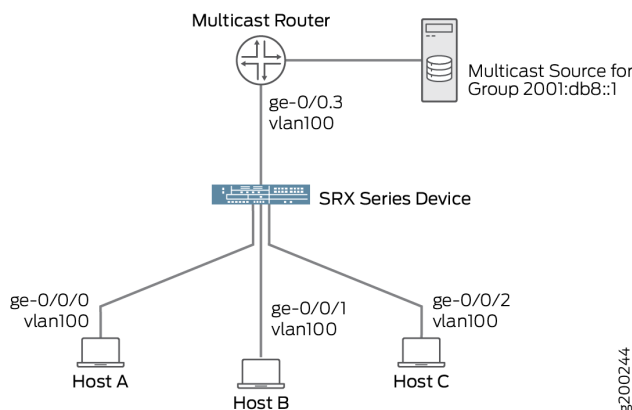 Multicast Router
Multicast Source for
Group 2001:db8::1
ge-0/0.3
vlan100
SRX Series Device
ge-0/0/0
vlan100
ge-0/0/1
vlan100
ge-0/0/2
vlan100
Host A
Host B
Host C
g200244